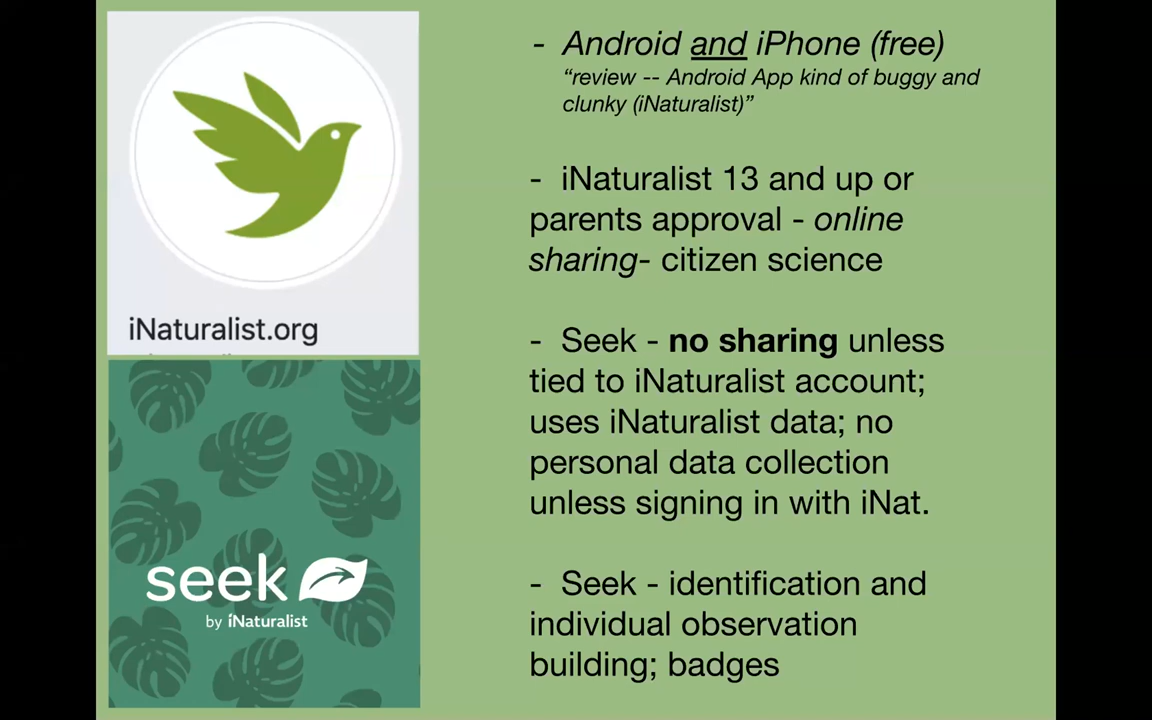 iNaturalist.org
seek
by iNaturalist
- Android and iPhone (free)
“review -- Android App kind of buggy and
clunky (iNaturalist)”
- iNaturalist 13 and up or
parents approval - online
sharing- citizen science
- Seek - no sharing unless
tied to iNaturalist account;
uses iNaturalist data; no
personal data collection
unless signing in with iNat.
- Seek - identification and
individual observation
building; badges